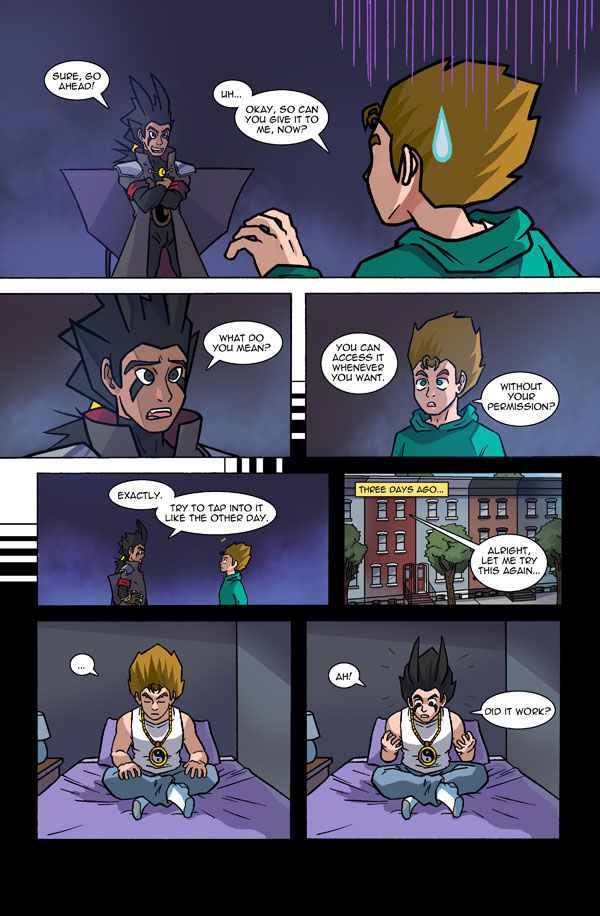 SURE, GO
AHEAD!
UH...
OKAY, SO CAN
YOU GIVE IT TO
ME, NOW?
WHAT DO
YOU MEAN?
YOU CAN
ACCESS IT
WHENEVER
YOU WANT.
WITHOUT
YOUR
PERMISSION?
EXACTLY.
TRY TO TAP INTO IT
LIKE THE OTHER DAY.
THREE DAYS AGO...
ALRIGHT,
LET ME TRY
THIS AGAIN...
...
AH!
DID IT WORK?